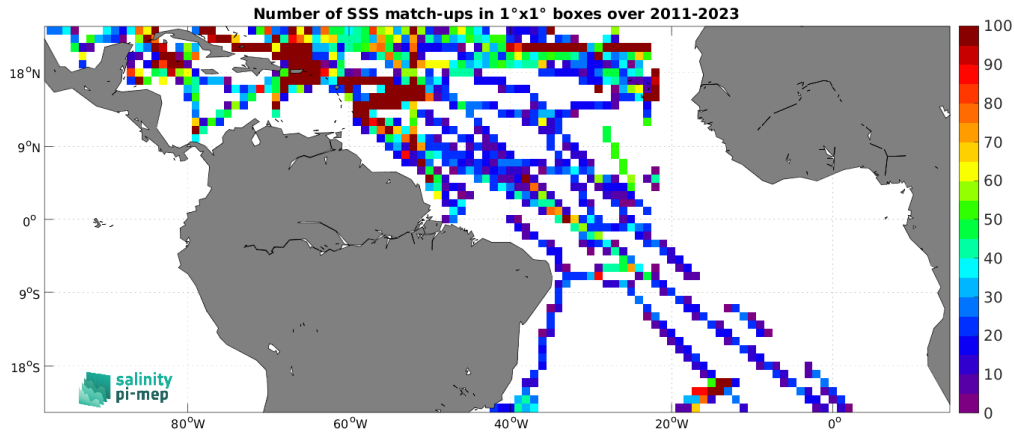 Number of SSS match-ups in 1°x1° boxes over 2011-2023
100
90
80
70
60
50
40
30
20
10
0
18°N
9°N
0°
9°S
18°S
80°W
60°W
40°W
20°W
0°
salinity
pi-mep